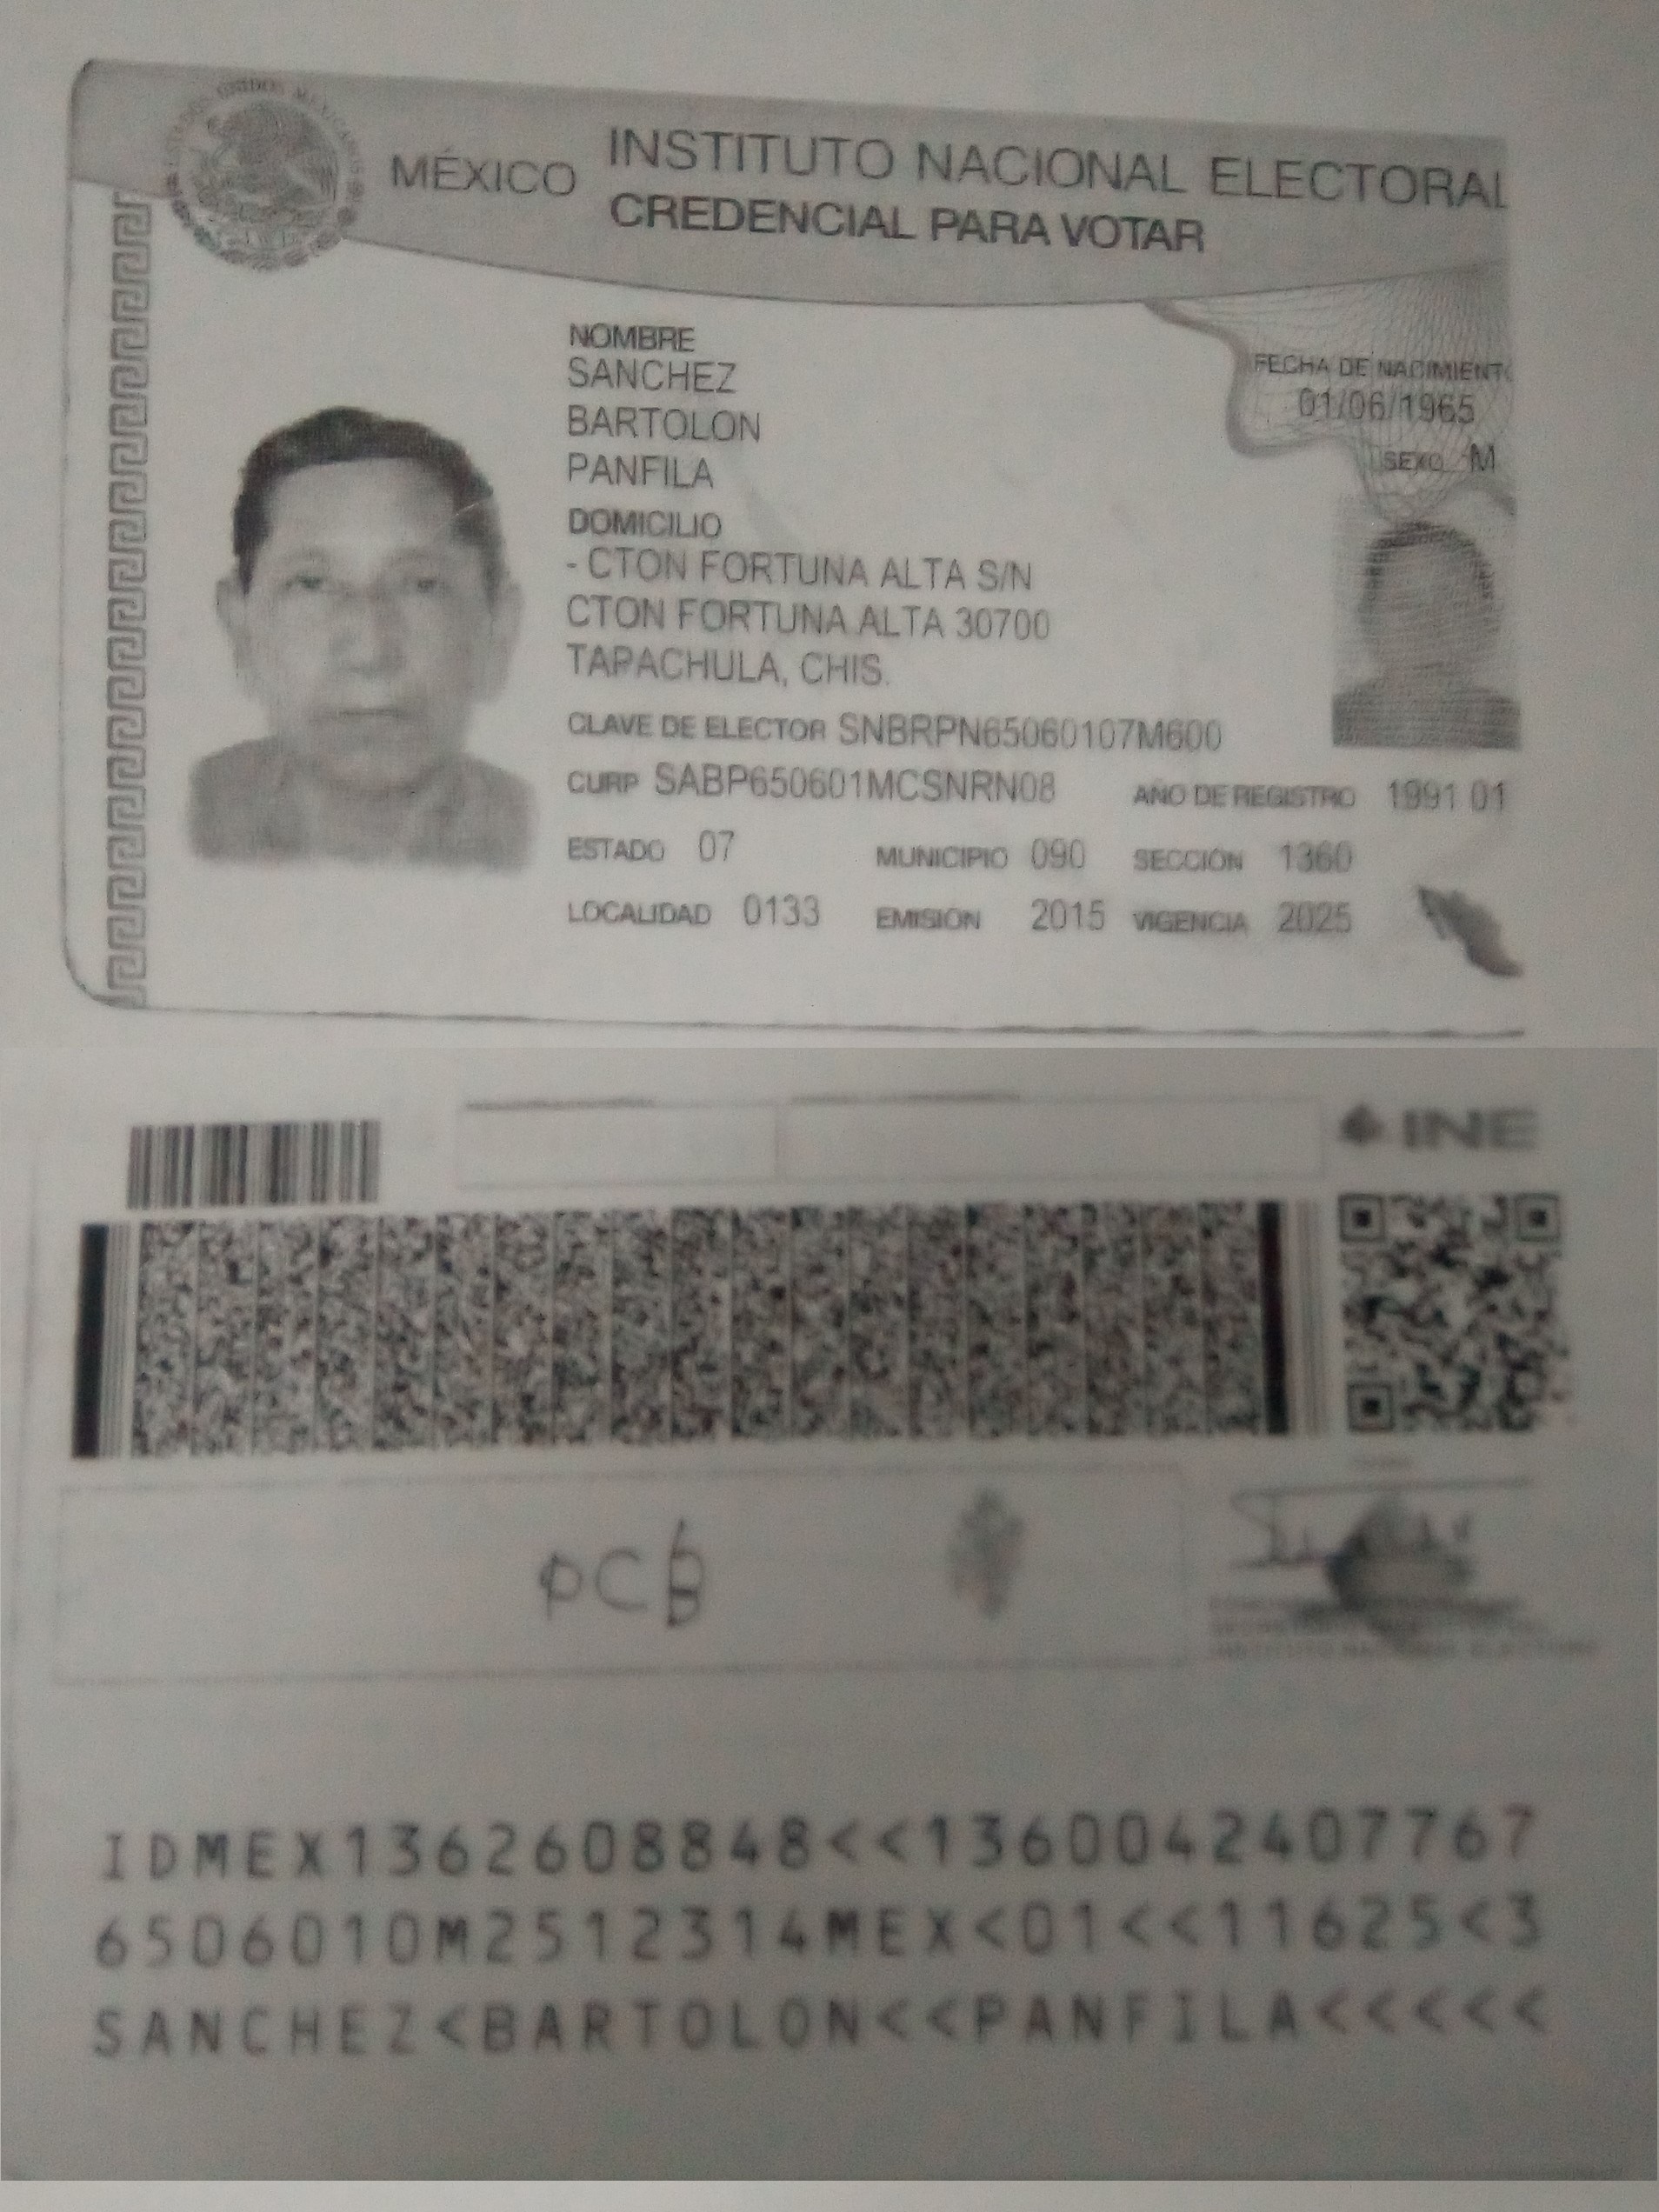 ESTADOS UNIDOS MEXICANOS
MÉXICO
INSTITUTO NACIONAL ELECTORAL
CREDENCIAL PARA VOTAR
NOMBRE
SANCHEZ
BARTOLON
PANFILA
FECHA DE NACIMIENTO
01/06/1965
SEXO M
DOMICILIO
- CTON FORTUNA ALTA S/N
CTON FORTUNA ALTA 30700
TAPACHULA, CHIS.
CLAVE DE ELECTOR SNBRPN65060107M600
CURP SABP650601MCSNRN08 AÑO DE REGISTRO 1991 01
ESTADO 07 MUNICIPIO 090 SECCIÓN 1360
LOCALIDAD 0133 EMISIÓN 2015 VIGENCIA 2025
INE
PCB
IDMEX1362608848<<1360042407767
6506010M2512314MEX<01<<11625<3
SANCHEZ<BARTOLON<<PANFILA<<<<<